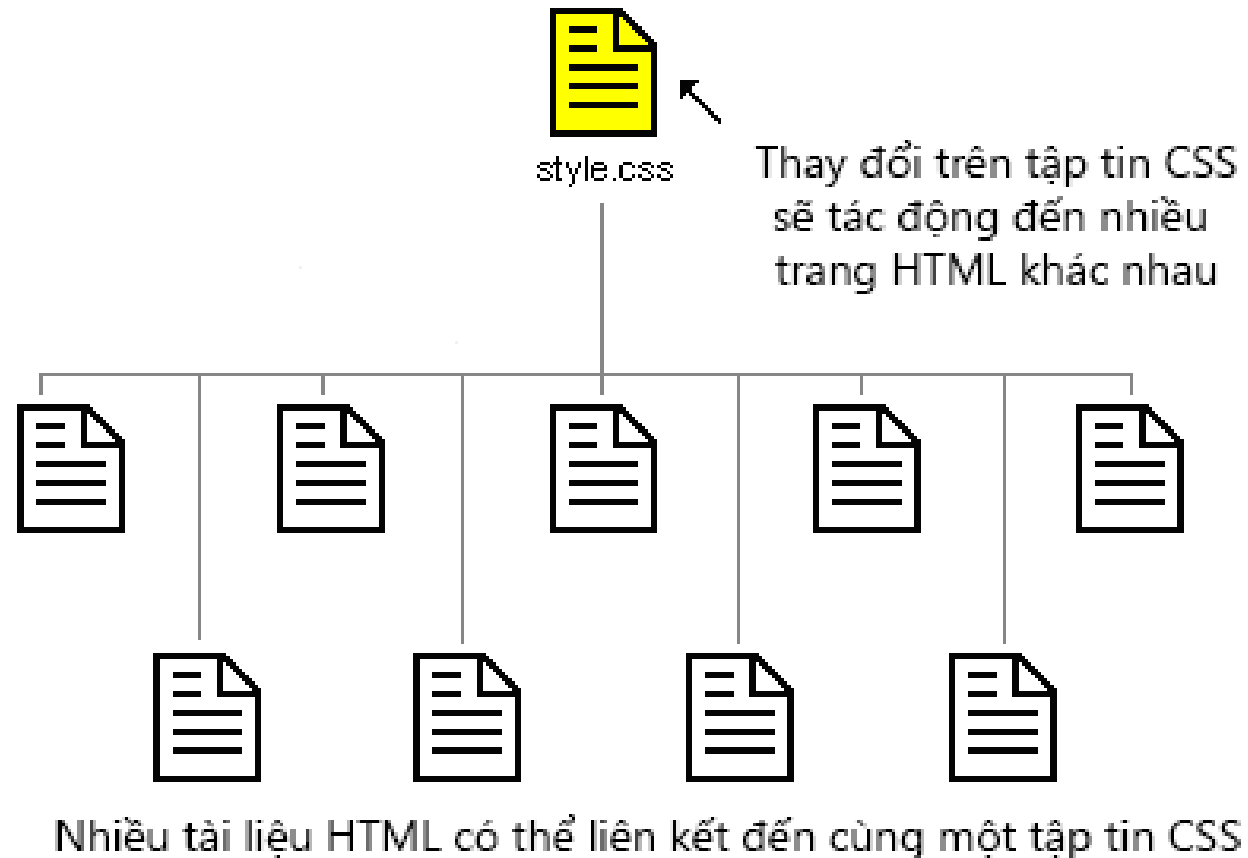 style.css
Thay đổi trên tập tin CSS
sẽ tác động đến nhiều
trang HTML khác nhau
Nhiều tài liệu HTML có thể liên kết đến cùng một tập tin CSS